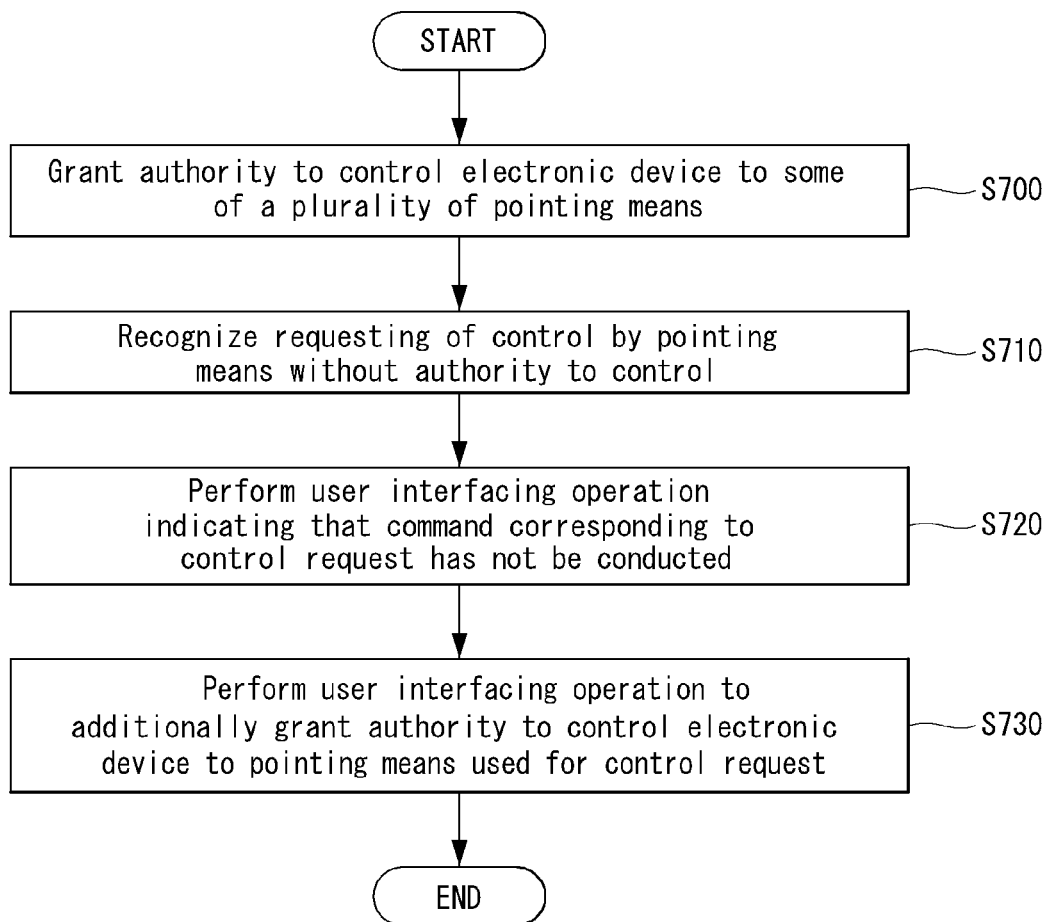 START
Grant authority to control electronic device to some
of a plurality of pointing means
S700
Recognize requesting of control by pointing
means without authority to control
S710
Perform user interfacing operation
indicating that command corresponding to
control request has not be conducted
S720
Perform user interfacing operation to
additionally grant authority to control electronic
device to pointing means used for control request
S730
END